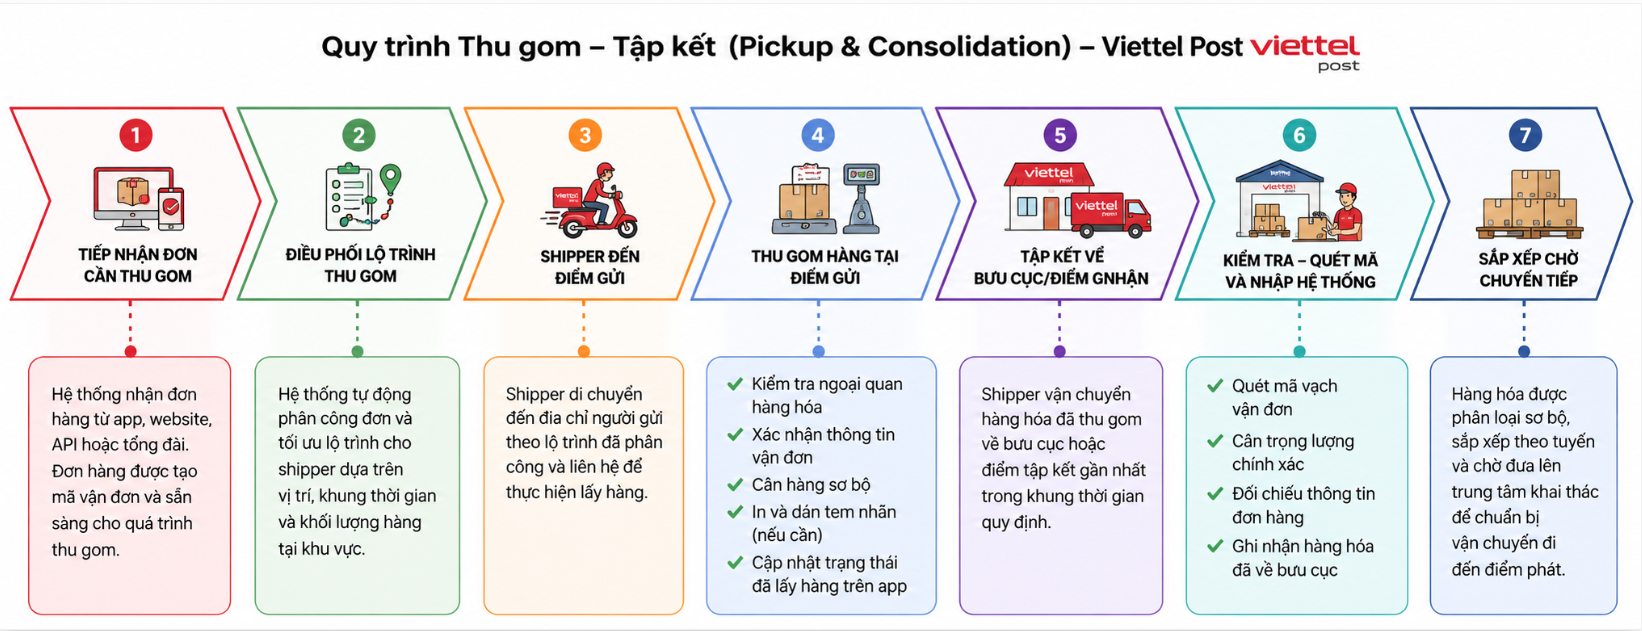 Quy trình Thu gom – Tập kết (Pickup & Consolidation) – Viettel Post viettel
post
1
TIẾP NHẬN ĐƠN
CẦN THU GOM
Hệ thống nhận đơn
hàng từ app, website,
API hoặc tổng đài.
Đơn hàng được tạo
mã vận đơn và sẵn
sàng cho quá trình
thu gom.
2
ĐIỀU PHỐI LỘ TRÌNH
THU GOM
Hệ thống tự động
phân công đơn và
tối ưu lộ trình cho
shipper dựa trên
vị trí, khung thời gian
và khối lượng hàng
tại khu vực.
3
viettel
SHIPPER ĐẾN
ĐIỂM GỬI
Shipper di chuyển
đến địa chỉ người gửi
theo lộ trình đã phân
công và liên hệ để
thực hiện lấy hàng.
4
THU GOM HÀNG TẠI
ĐIỂM GỬI
Kiểm tra ngoại quan
hàng hóa
Xác nhận thông tin
vận đơn
Cân hàng sơ bộ
In và dán tem nhãn
(nếu cần)
Cập nhật trạng thái
đã lấy hàng trên app
5
viettel
post
viettel
post
TẬP KẾT VỀ
BƯU CỤC/ĐIỂM GNHẬN
Shipper vận chuyển
hàng hóa đã thu gom
về bưu cục hoặc
điểm tập kết gần nhất
trong khung thời gian
quy định.
6
viettel
KIỂM TRA – QUÉT MÃ
VÀ NHẬP HỆ THỐNG
Quét mã vạch
vận đơn
Cân trọng lượng
chính xác
Đối chiếu thông tin
đơn hàng
Ghi nhận hàng hóa
đã về bưu cục
7
SẮP XẾP CHỜ
CHUYỂN TIẾP
Hàng hóa được
phân loại sơ bộ,
sắp xếp theo tuyến
và chờ đưa lên
trung tâm khai thác
để chuẩn bị
vận chuyển đi
đến điểm phát.